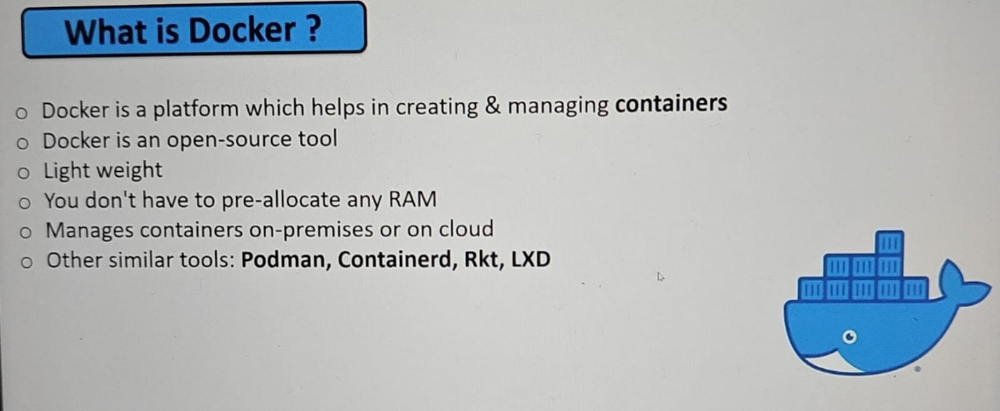 What is Docker ?
o Docker is a platform which helps in creating & managing containers
o Docker is an open-source tool
o Light weight
o You don't have to pre-allocate any RAM
o Manages containers on-premises or on cloud
o Other similar tools: Podman, Containerd, Rkt, LXD
®